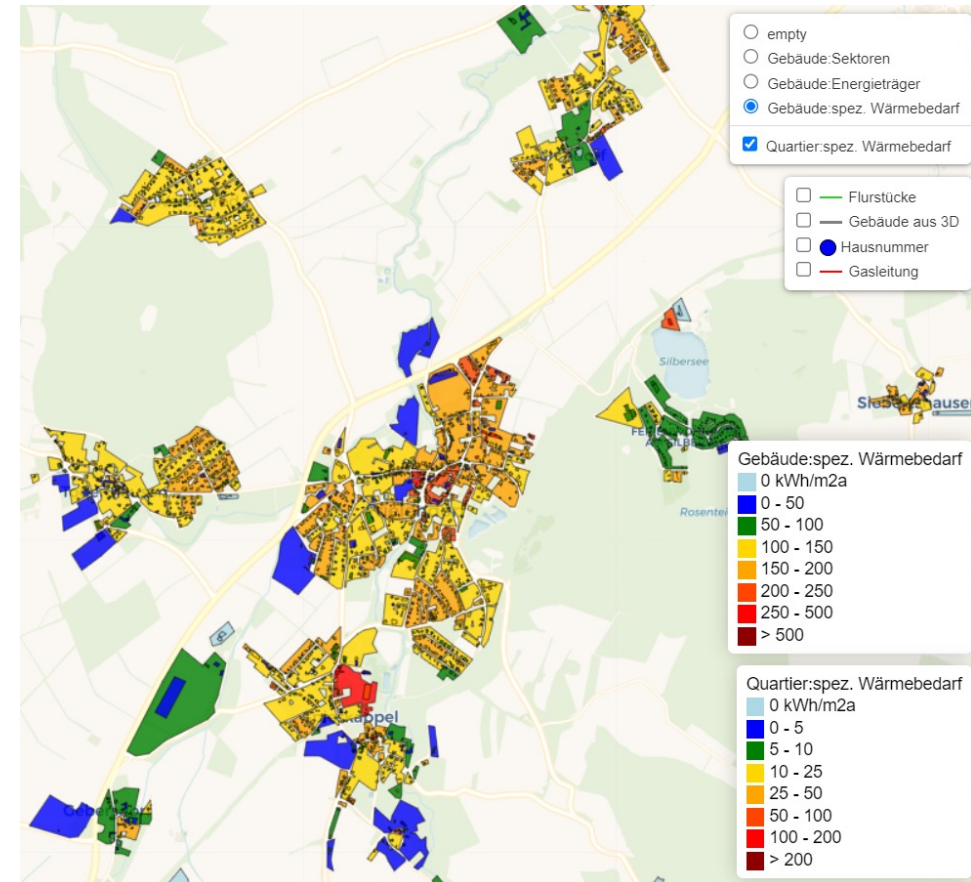 empty
Gebäude:Sektoren
Gebäude:Energieträger
Gebäude:spez. Wärmebedarf
Quartier:spez. Wärmebedarf
Flurstücke
Gebäude aus 3D
Hausnummer
Gasleitung
Silbersee
Gebäude:spez. Wärmebedarf
0 kWh/m2a
0 - 50
50 - 100
100 - 150
150 - 200
200 - 250
250 - 500
> 500
Quartier:spez. Wärmebedarf
0 kWh/m2a
0 - 5
5 - 10
10 - 25
25 - 50
50 - 100
100 - 200
> 200